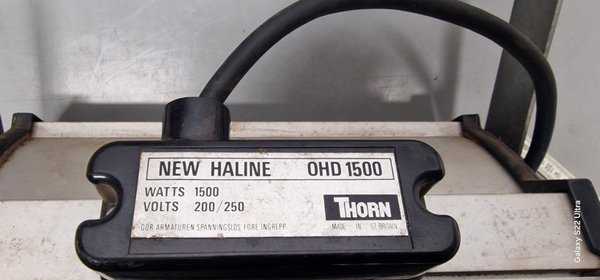 NEW HALINE OHD 1500
WATTS 1500
VOLTS 200/250
THORN
GÖR ARMATUREN SPANNINGSLÖS FÖRE INGREPP
MADE IN GT. BRITAIN
Galaxy S22 Ultra